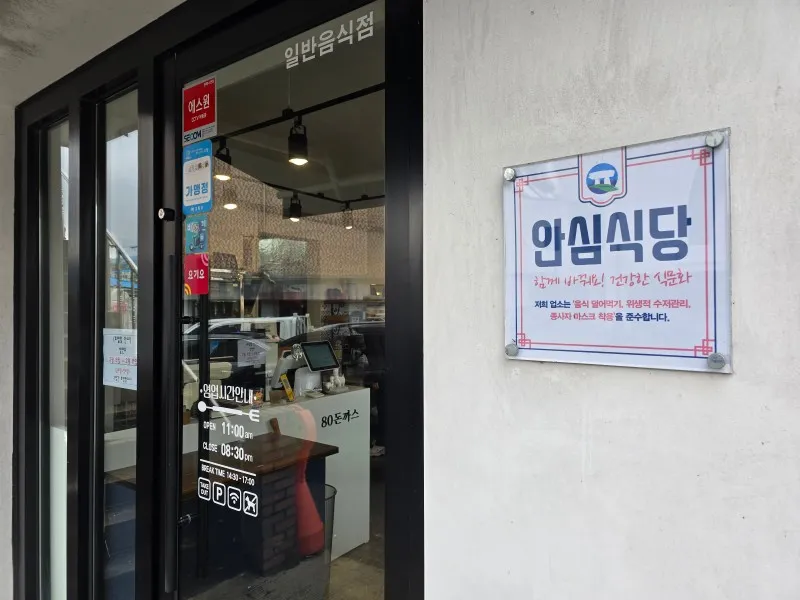 일반음식점
에스원
SECOM
가맹점
요기요
영업시간안내
OPEN 11:00am
CLOSE 08:30pm
BREAK TIME 14:30 - 17:00
TAKE OUT
P
80돈까스
안심식당
함께 바꿔요! 건강한 식문화
저희 업소는 '음식 덜어먹기, 위생적 수저관리,
종사자 마스크 착용'을 준수합니다.